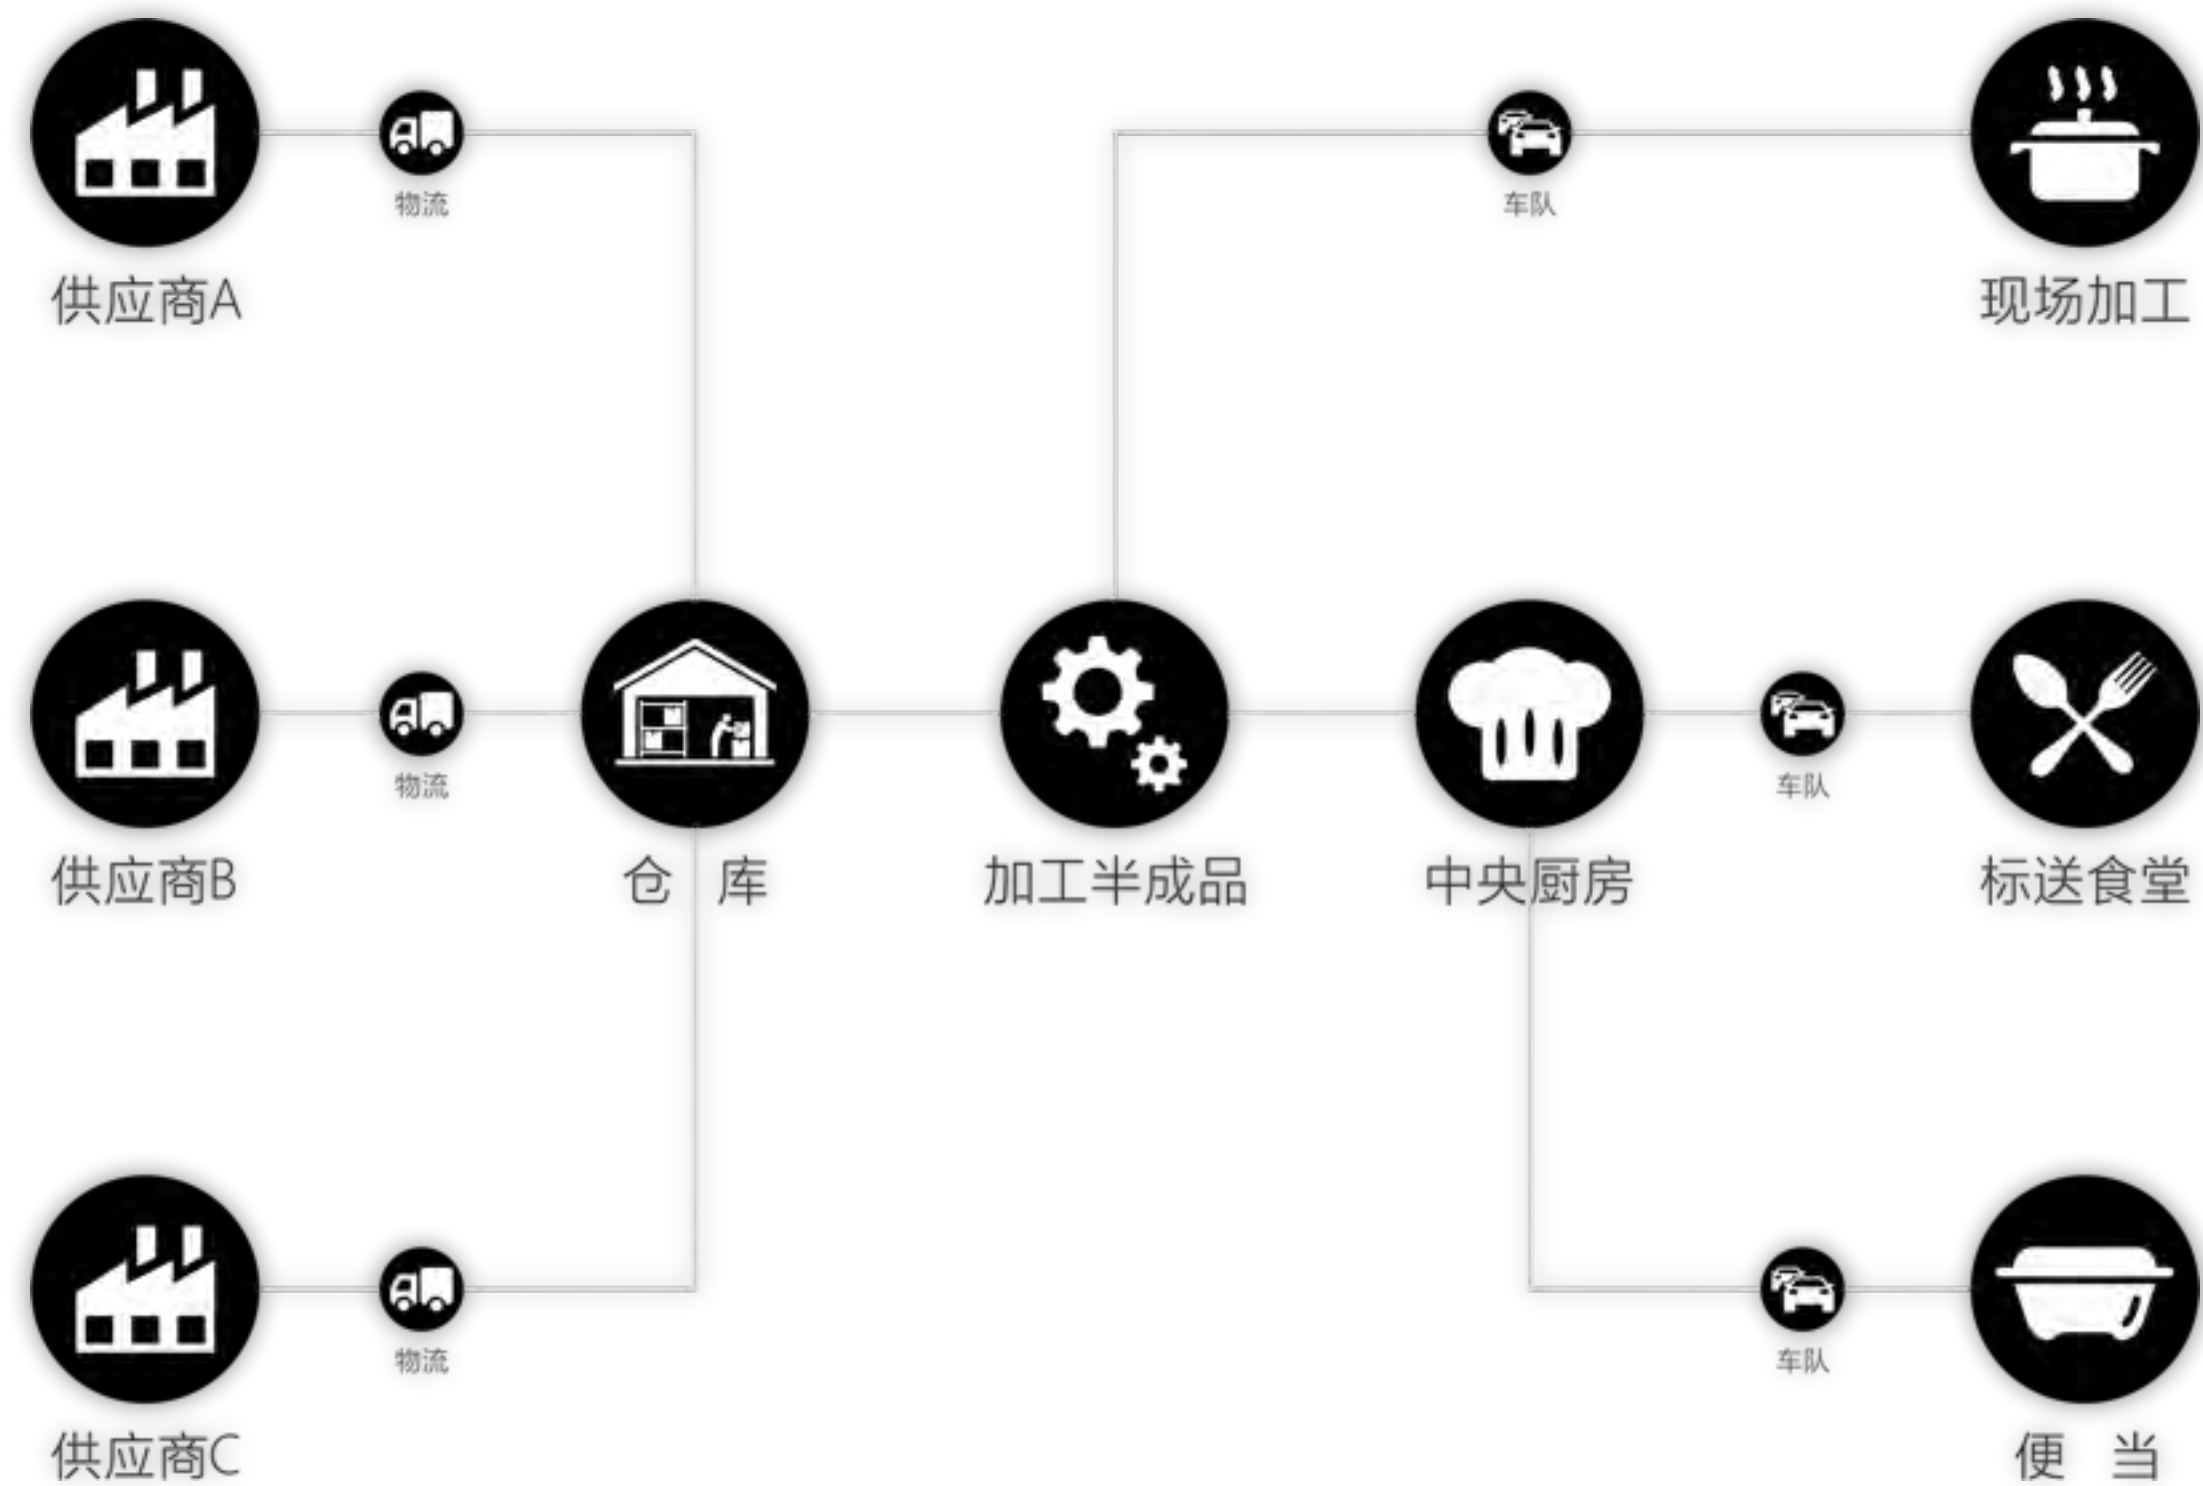 物流
车队
供应商A
现场加工
物流
车队
供应商B
仓 库
加工半成品
中央厨房
标送食堂
物流
车队
供应商C
便 当